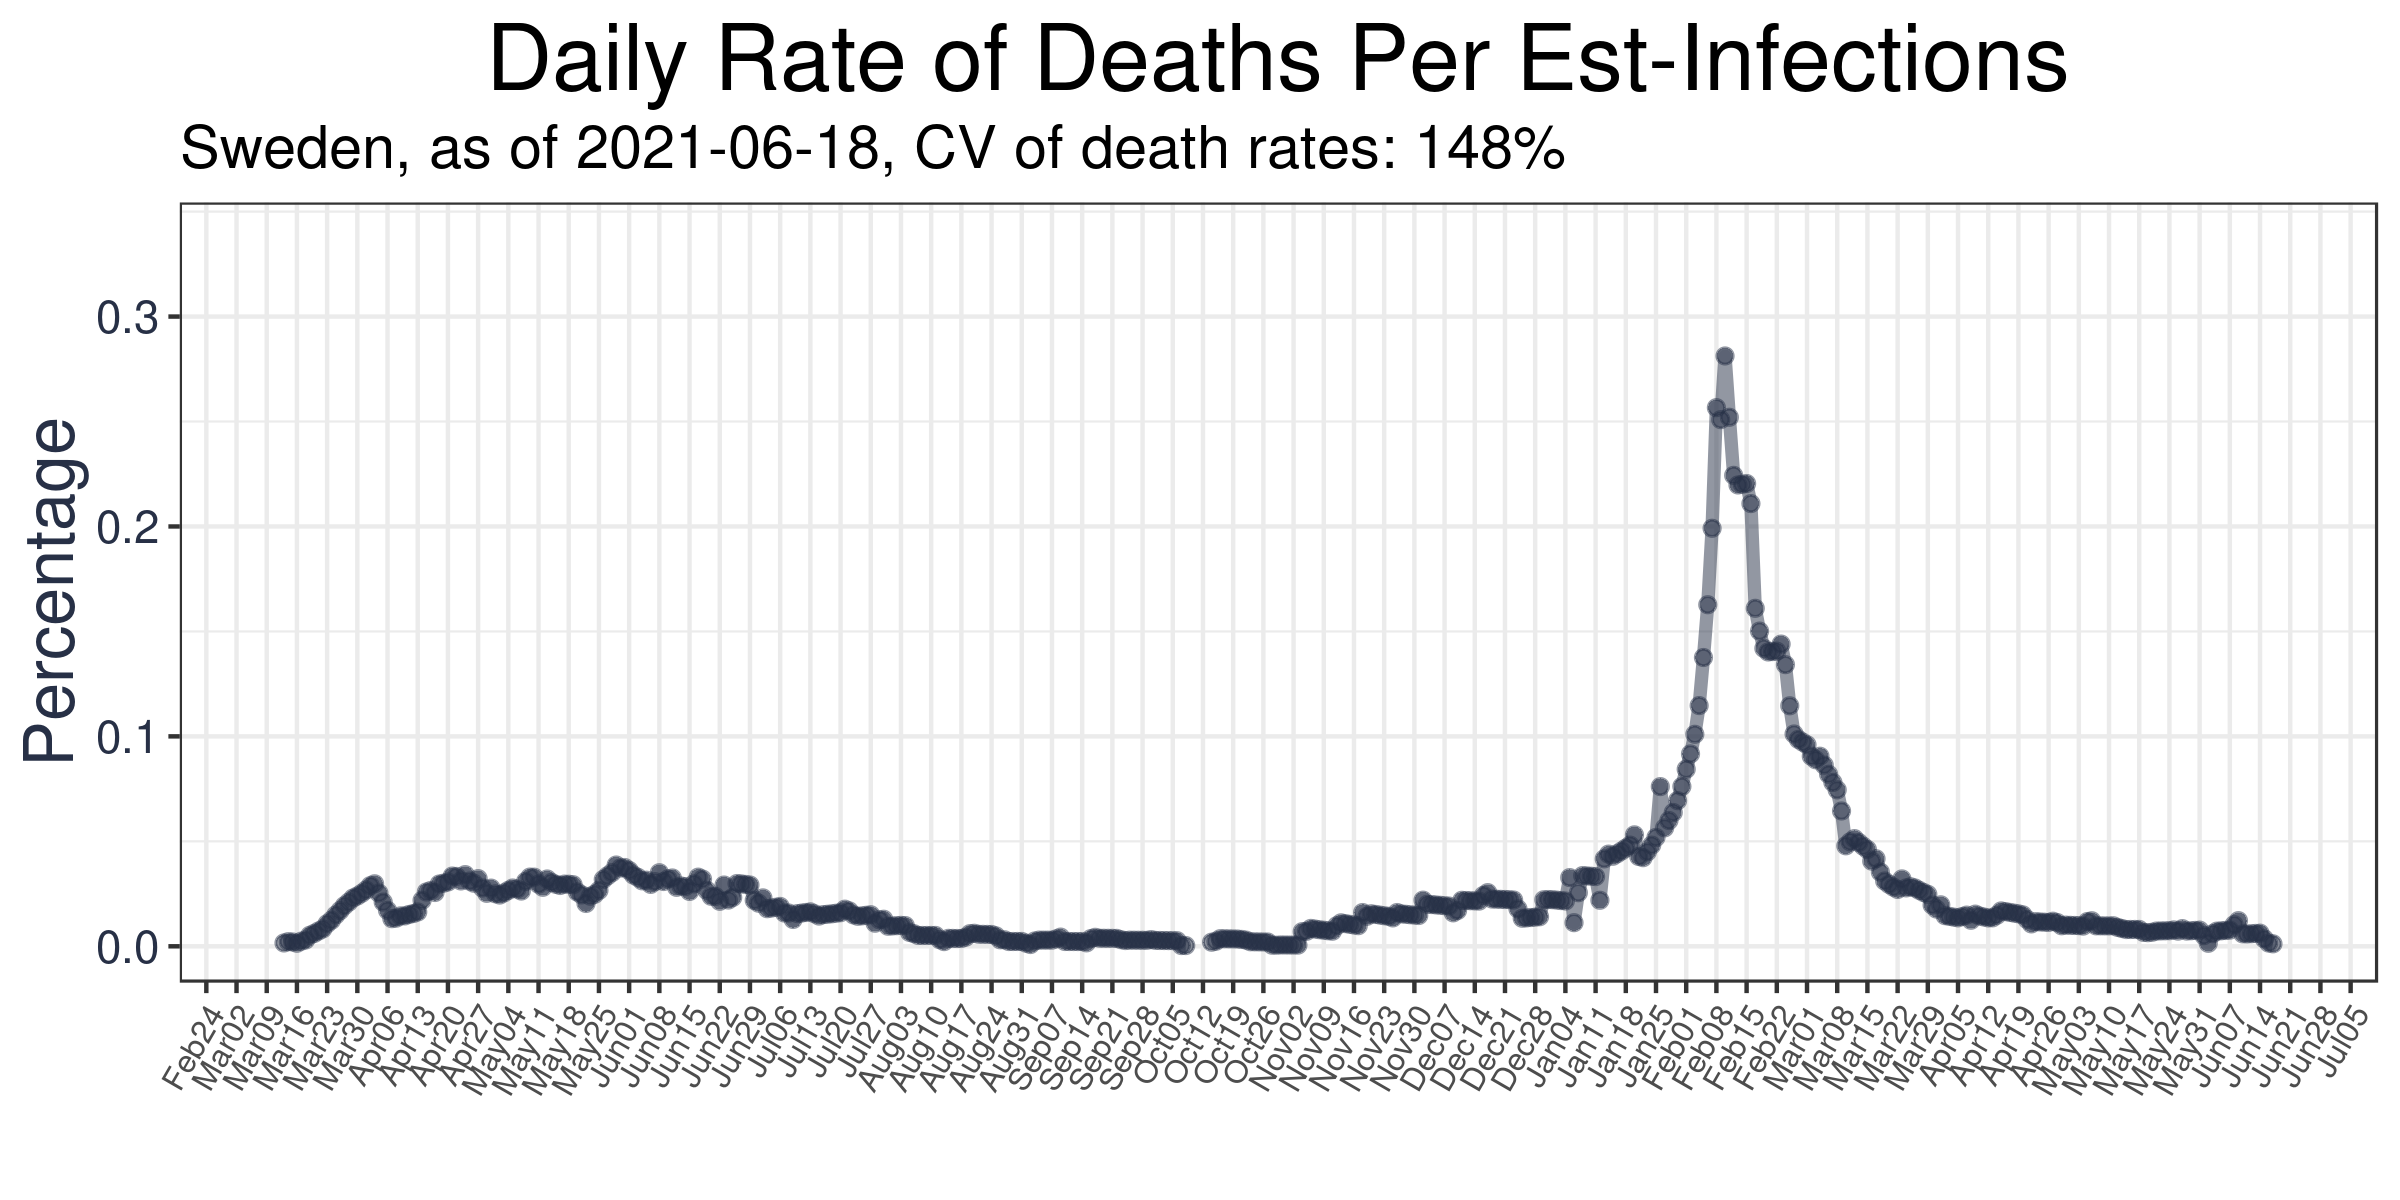 Daily Rate of Deaths Per Est-Infections
Sweden, as of 2021-06-18, CV of death rates: 148%
Percentage
0.3
0.2
0.1
0.0
Feb24
Mar02
Mar09
Mar16
Mar23
Mar30
Apr06
Apr13
Apr20
Apr27
May04
May11
May18
May25
Jun01
Jun08
Jun15
Jun22
Jun29
Jul06
Jul13
Jul20
Jul27
Aug03
Aug10
Aug17
Aug24
Aug31
Sep07
Sep14
Sep21
Sep28
Oct05
Oct12
Oct19
Oct26
Nov02
Nov09
Nov16
Nov23
Nov30
Dec07
Dec14
Dec21
Dec28
Jan04
Jan11
Jan18
Jan25
Feb01
Feb08
Feb15
Feb22
Mar01
Mar08
Mar15
Mar22
Mar29
Apr05
Apr12
Apr19
Apr26
May03
May10
May17
May24
May31
Jun07
Jun14
Jun21
Jun28
Jul05